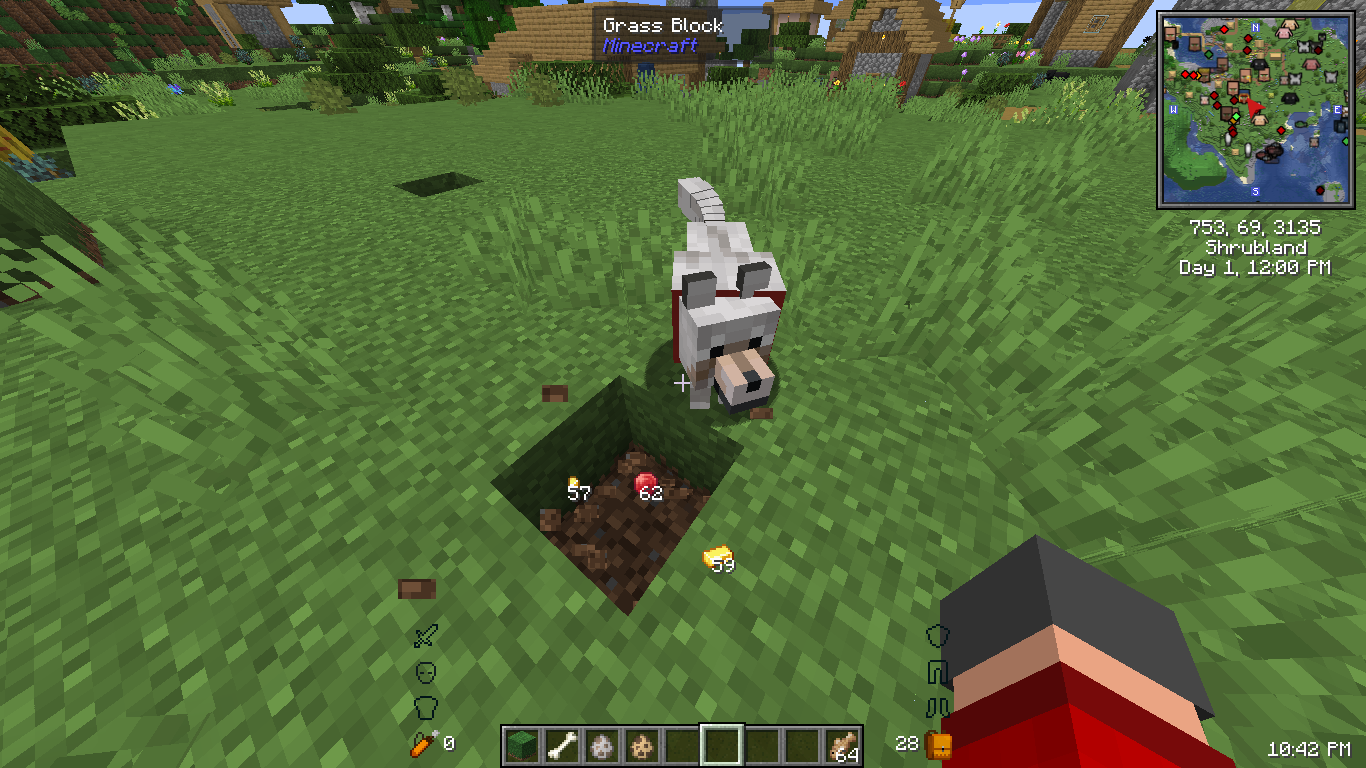 Grass Block
Minecraft
N
W
E
S
753, 69, 3135
Shrubland
Day 1, 12:00 PM
57
62
59
0
64
28
10:42 PM